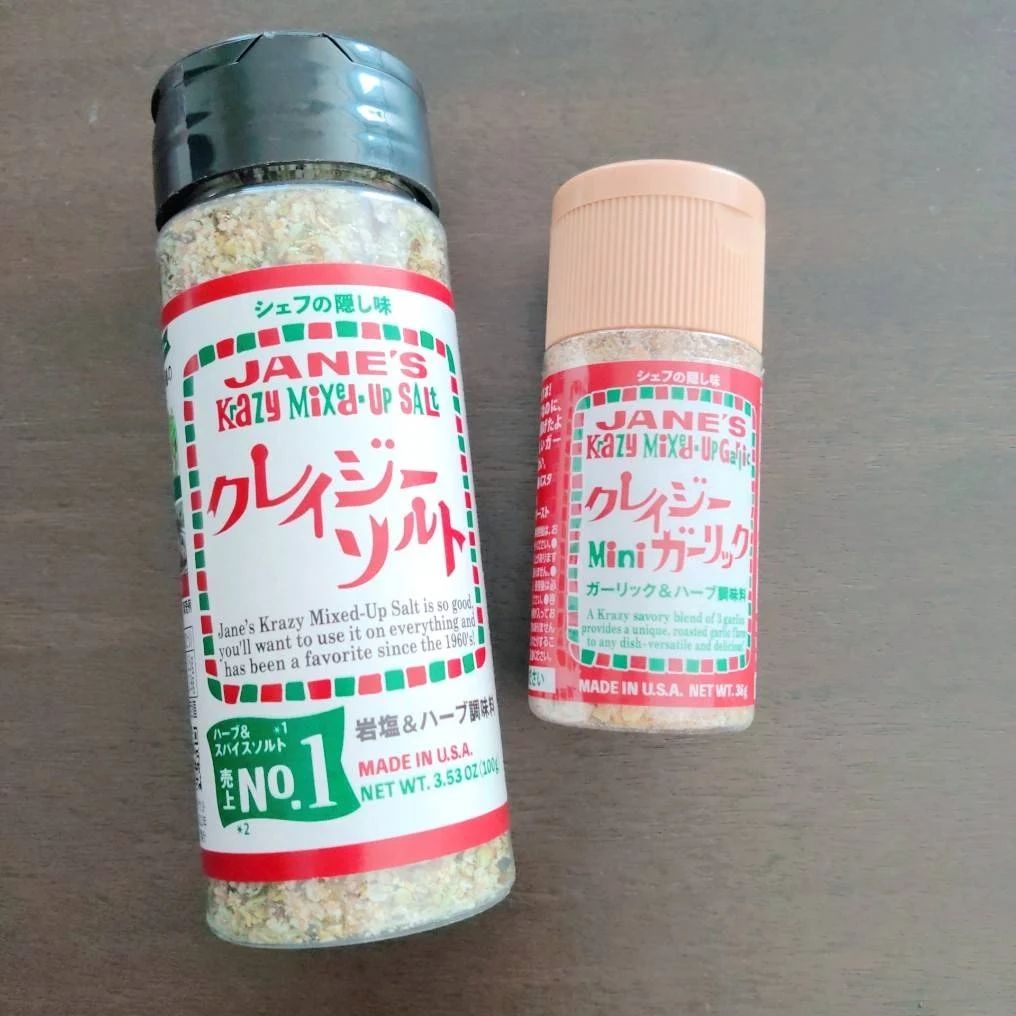 シェフの隠し味
JANE'S
Krazy Mixed-Up Salt
クレイジー
ソルト
Jane's Krazy Mixed-Up Salt is so good,
you'll want to use it on everything and
has been a favorite since the 1960's!
ハーブ&
スパイスソルト *1
売上 No.1
*2
岩塩&ハーブ調味料
MADE IN U.S.A.
NET WT. 3.53 OZ (100g
シェフの隠し味
JANE'S
Krazy Mixed-Up Garlic
クレイジー
Mini ガーリック
ガーリック&ハーブ調味料
A Krazy savory blend of 3 garlics
provides a unique, roasted garlic flavor
to any dish-versatile and delicious!
MADE IN U.S.A. NET WT. 36g